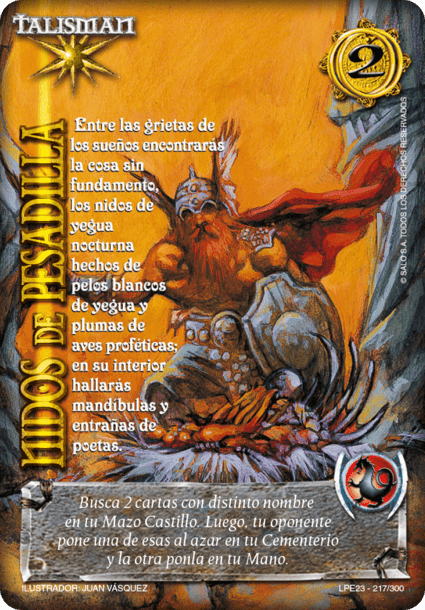 TALISMAN
2
NIDOS DE PESADILLA
Entre las grietas de
los sueños encontrarás
la cosa sin
fundamento,
los nidos de
yegua
nocturna
hechos de
pelos blancos
de yegua y
plumas de
aves proféticas;
en su interior
hallarás
mandíbulas y
entrañas de
poetas.
© SALO S.A. TODOS LOS DERECHOS RESERVADOS
Busca 2 cartas con distinto nombre
en tu Mazo Castillo. Luego, tu oponente
pone una de esas al azar en tu Cementerio
y la otra ponla en tu Mano.
ILUSTRADOR: JUAN VÁSQUEZ
LPE23 - 217/300